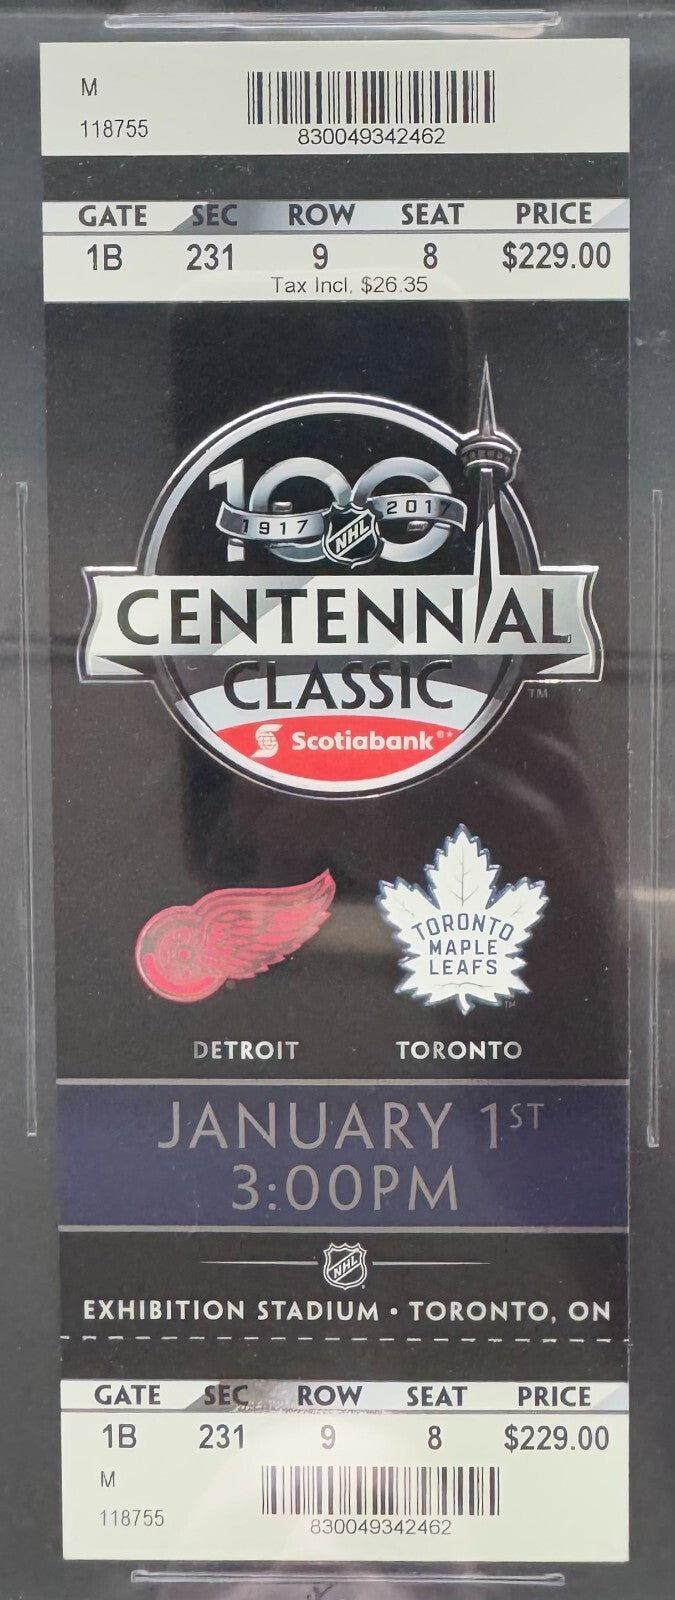 M
118755
830049342462
GATE SEC ROW SEAT PRICE
1B 231 9 8 $229.00
Tax Incl. $26.35
100
1917 NHL 2017
CENTENNIAL
CLASSIC
TM
Scotiabank®*
TORONTO
MAPLE
LEAFS
TM
DETROIT TORONTO
JANUARY 1ST
3:00PM
NHL
EXHIBITION STADIUM • TORONTO, ON
GATE SEC ROW SEAT PRICE
1B 231 9 8 $229.00
M
118755
830049342462